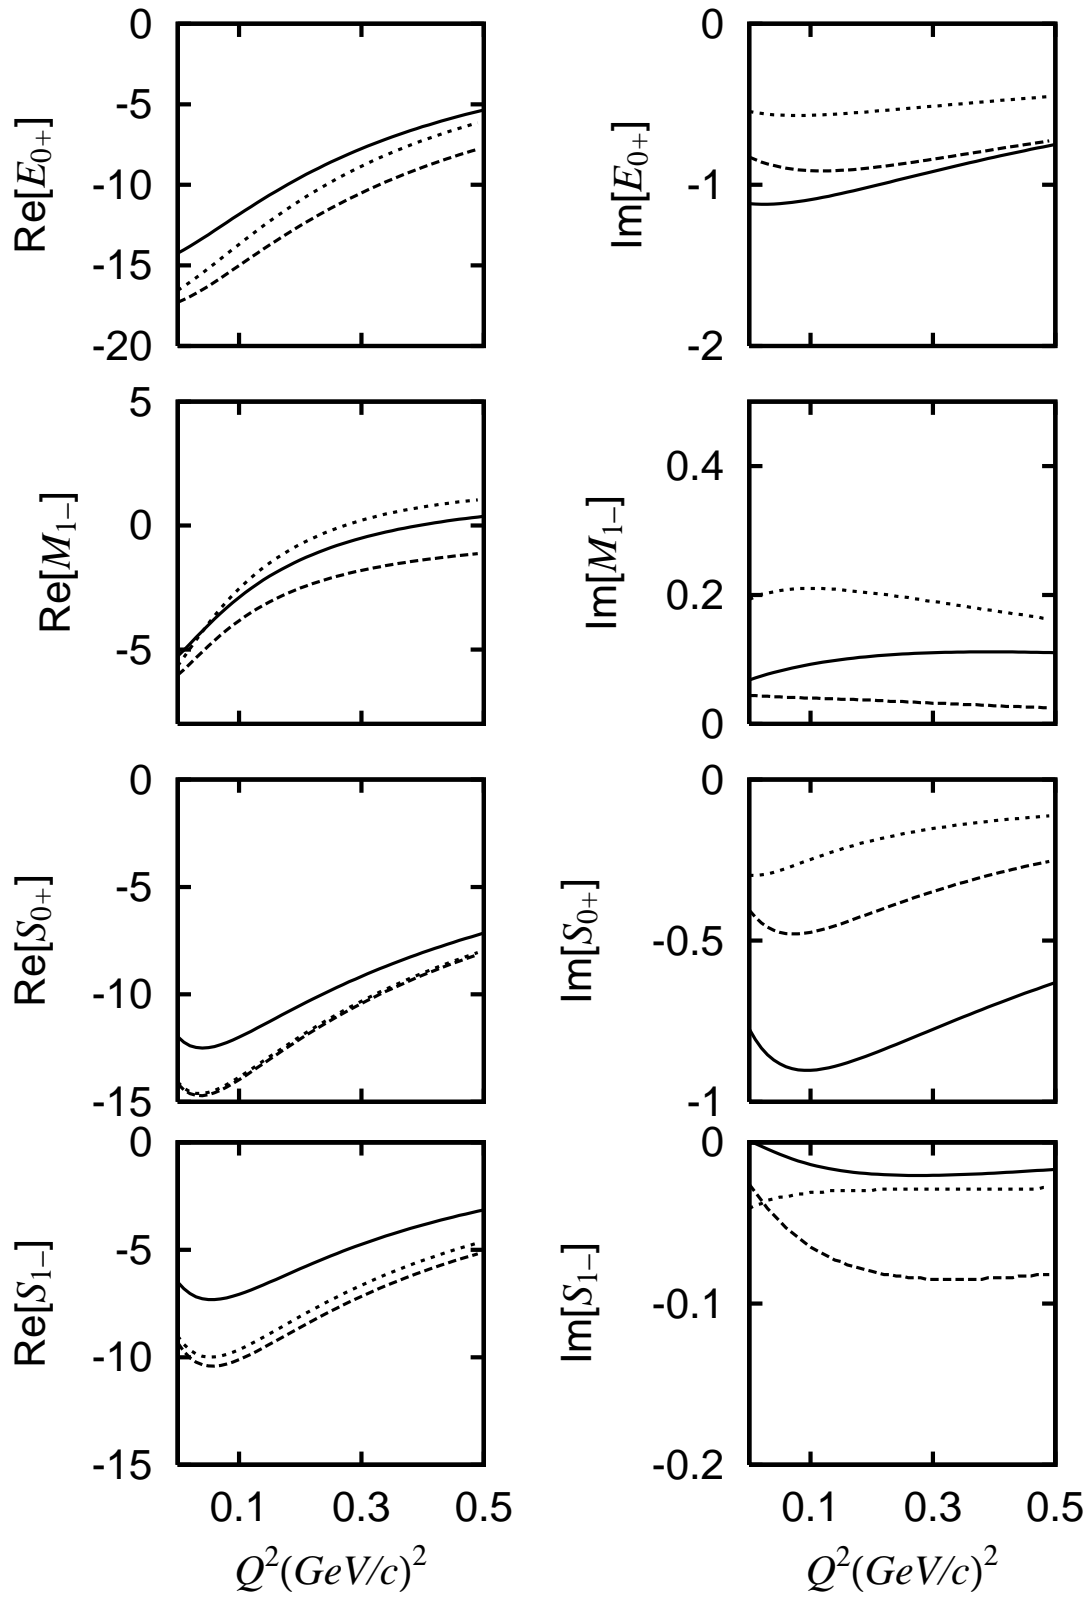 0
-5
-10
-15
-20
Re[E0+]
0
-1
-2
Im[E0+]
5
0
-5
Re[M1−]
0.4
0.2
0
Im[M1−]
0
-5
-10
-15
Re[S0+]
0
-0.5
-1
Im[S0+]
0
-5
-10
-15
Re[S1−]
0
-0.1
-0.2
Im[S1−]
0.1 0.3 0.5
0.1 0.3 0.5
Q²(GeV/c)²
Q²(GeV/c)²